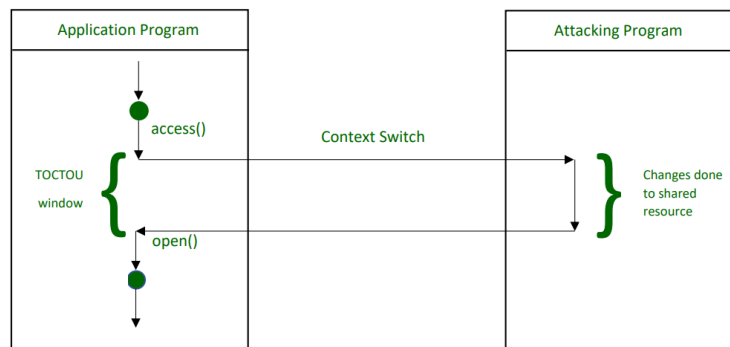 Application Program
Attacking Program
access()
Context Switch
TOCTOU
window
Changes done
to shared
resource
open()